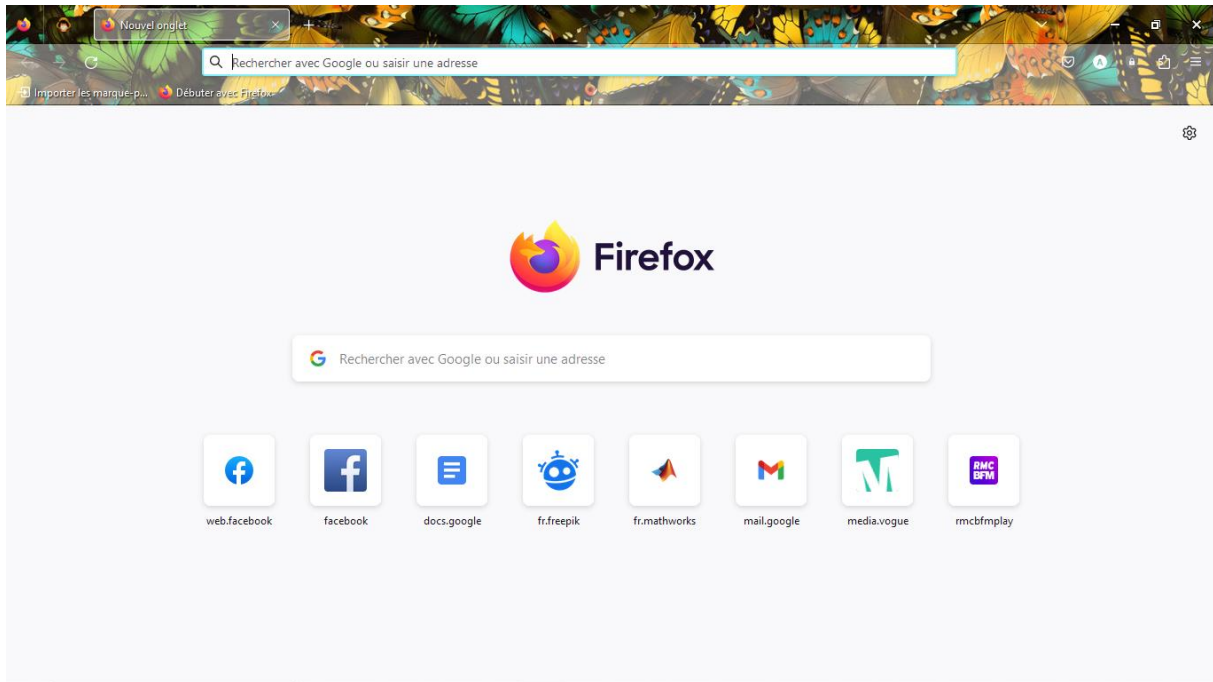 Nouvel onglet
Rechercher avec Google ou saisir une adresse
A
Importer les marque-p... Débuter avec Firefox
Firefox
Rechercher avec Google ou saisir une adresse
web.facebook facebook docs.google fr.freepik fr.mathworks mail.google media.vogue rmcbfmplay
RMC
BFM